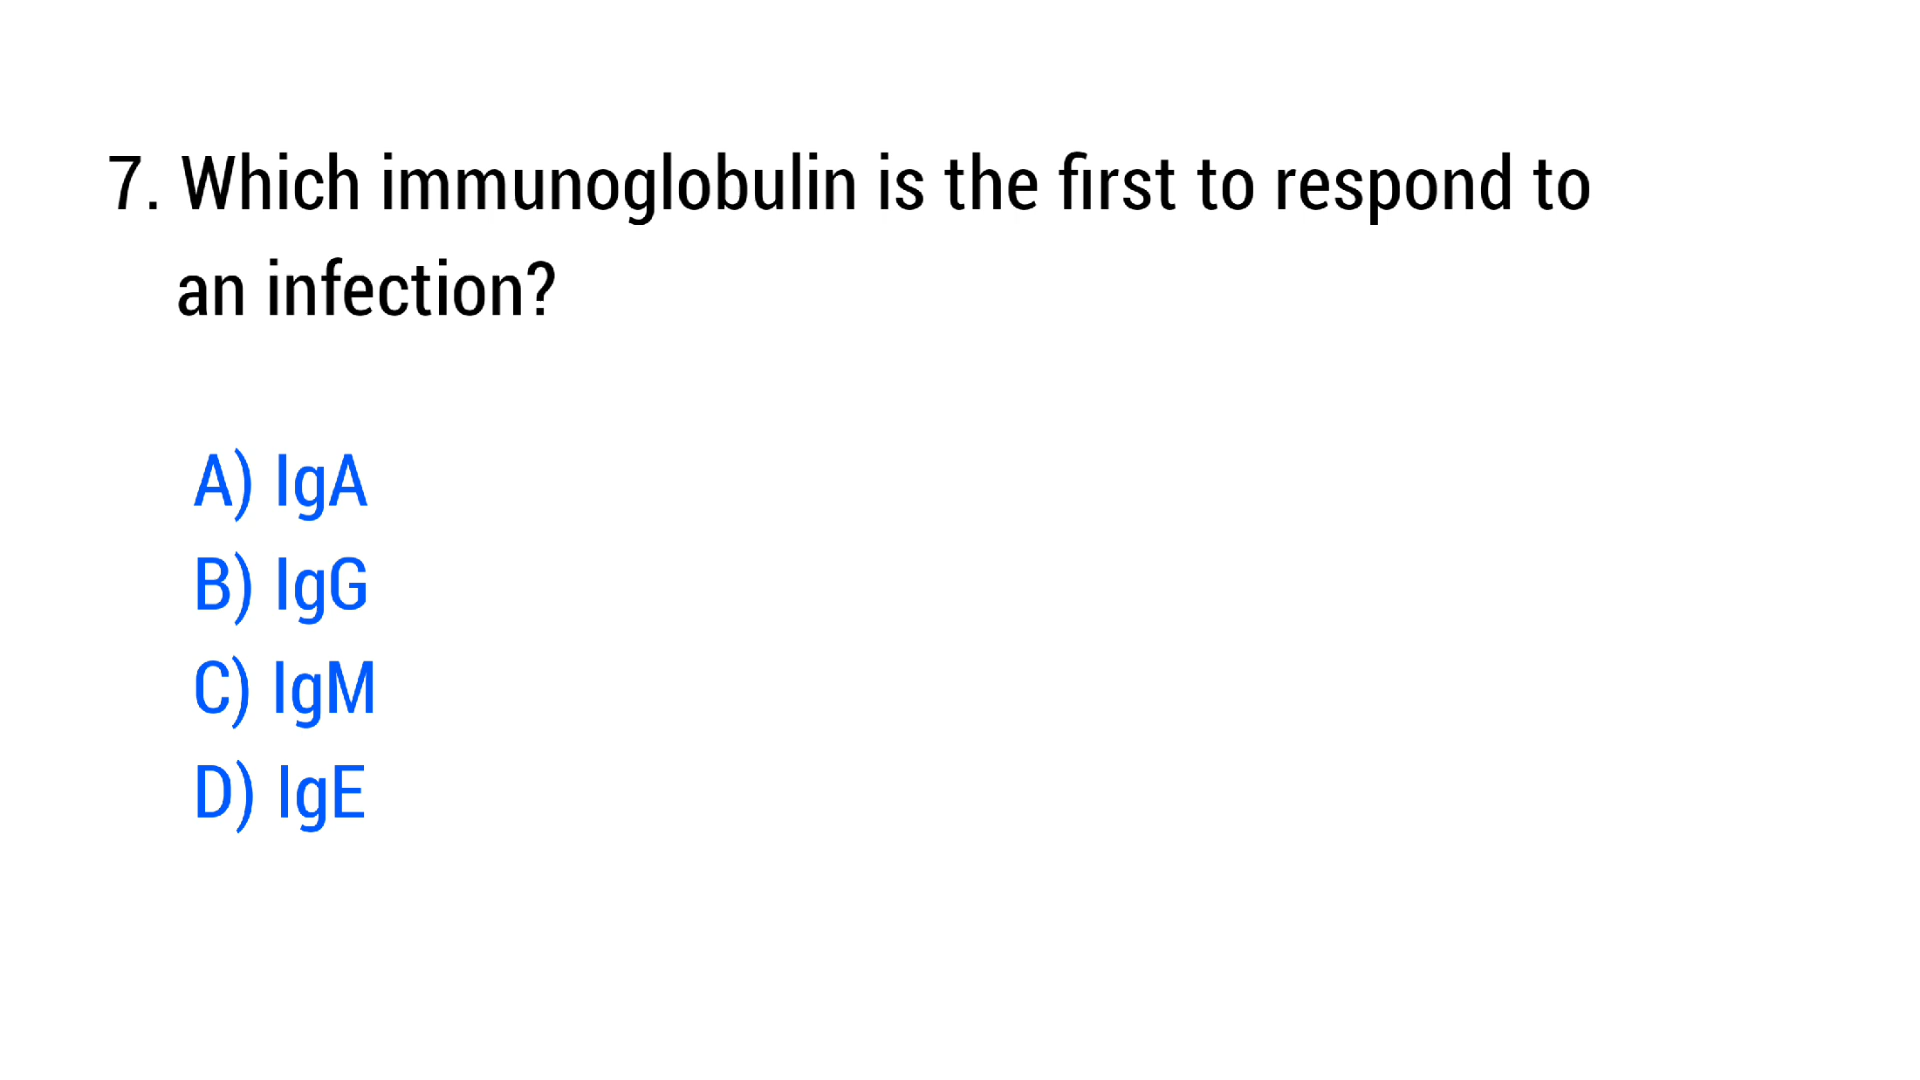 7. Which immunoglobulin is the first to respond to
an infection?
A) IgA
B) IgG
C) IgM
D) IgE